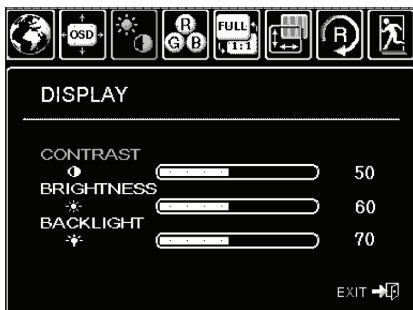 OSD
R
G B
FULL
1:1
R
DISPLAY
CONTRAST
50
BRIGHTNESS
60
BACKLIGHT
70
EXIT